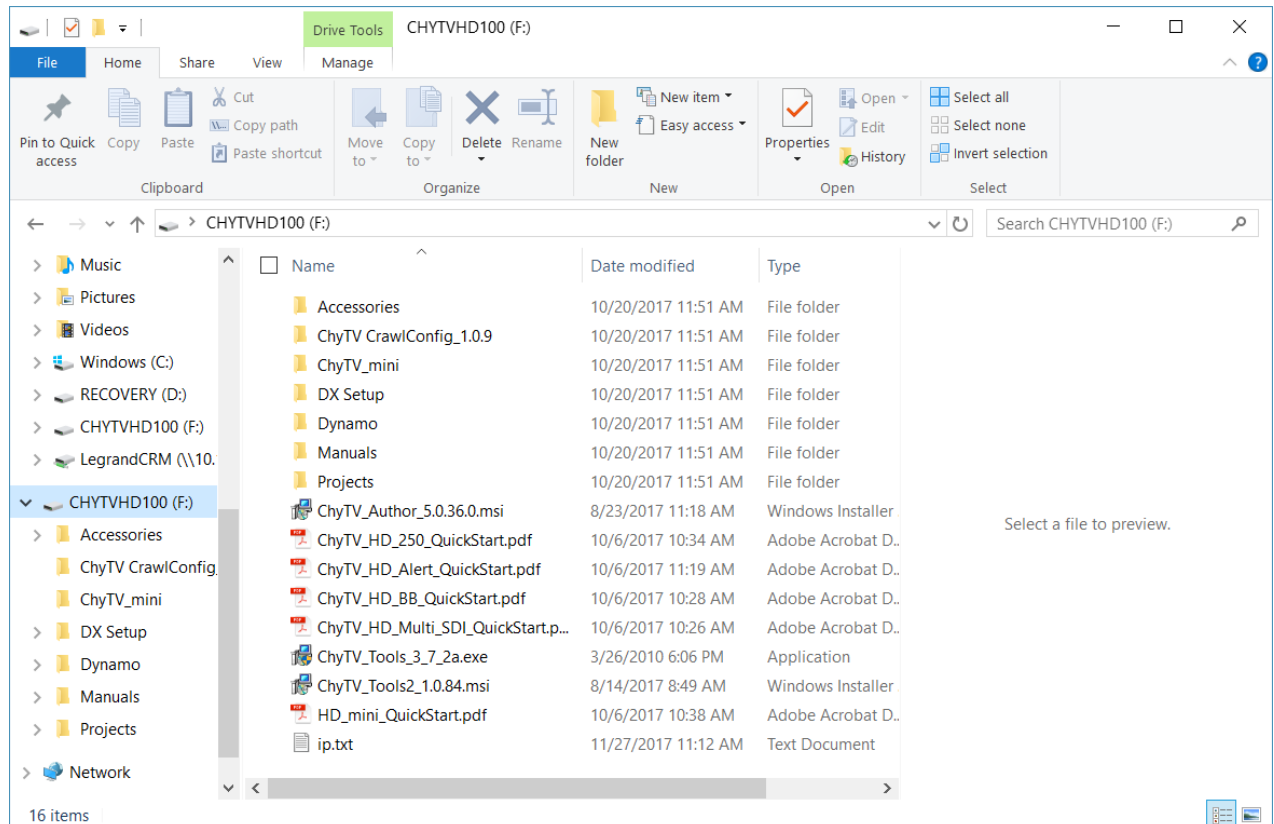 Drive Tools CHYTVHD100 (F:)
File Home Share View Manage
Pin to Quick access
Copy
Paste
Cut
Copy path
Paste shortcut
Move to
Copy to
Delete
Rename
New folder
New item
Easy access
Properties
Open
Edit
History
Select all
Select none
Invert selection
Clipboard Organize New Open Select
CHYTVHD100 (F:)
Search CHYTVHD100 (F:)
Music
Pictures
Videos
Windows (C:)
RECOVERY (D:)
CHYTVHD100 (F:)
LegrandCRM (\\10.
CHYTVHD100 (F:)
Accessories
ChyTV CrawlConfig_
ChyTV_mini
DX Setup
Dynamo
Manuals
Projects
Network
Name Date modified Type
Accessories 10/20/2017 11:51 AM File folder
ChyTV CrawlConfig_1.0.9 10/20/2017 11:51 AM File folder
ChyTV_mini 10/20/2017 11:51 AM File folder
DX Setup 10/20/2017 11:51 AM File folder
Dynamo 10/20/2017 11:51 AM File folder
Manuals 10/20/2017 11:51 AM File folder
Projects 10/20/2017 11:51 AM File folder
ChyTV_Author_5.0.36.0.msi 8/23/2017 11:18 AM Windows Installer
ChyTV_HD_250_QuickStart.pdf 10/6/2017 10:34 AM Adobe Acrobat D..
ChyTV_HD_Alert_QuickStart.pdf 10/6/2017 11:19 AM Adobe Acrobat D..
ChyTV_HD_BB_QuickStart.pdf 10/6/2017 10:28 AM Adobe Acrobat D..
ChyTV_HD_Multi_SDI_QuickStart.p... 10/6/2017 10:26 AM Adobe Acrobat D..
ChyTV_Tools_3_7_2a.exe 3/26/2010 6:06 PM Application
ChyTV_Tools2_1.0.84.msi 8/14/2017 8:49 AM Windows Installer
HD_mini_QuickStart.pdf 10/6/2017 10:38 AM Adobe Acrobat D..
ip.txt 11/27/2017 11:12 AM Text Document
Select a file to preview.
16 items